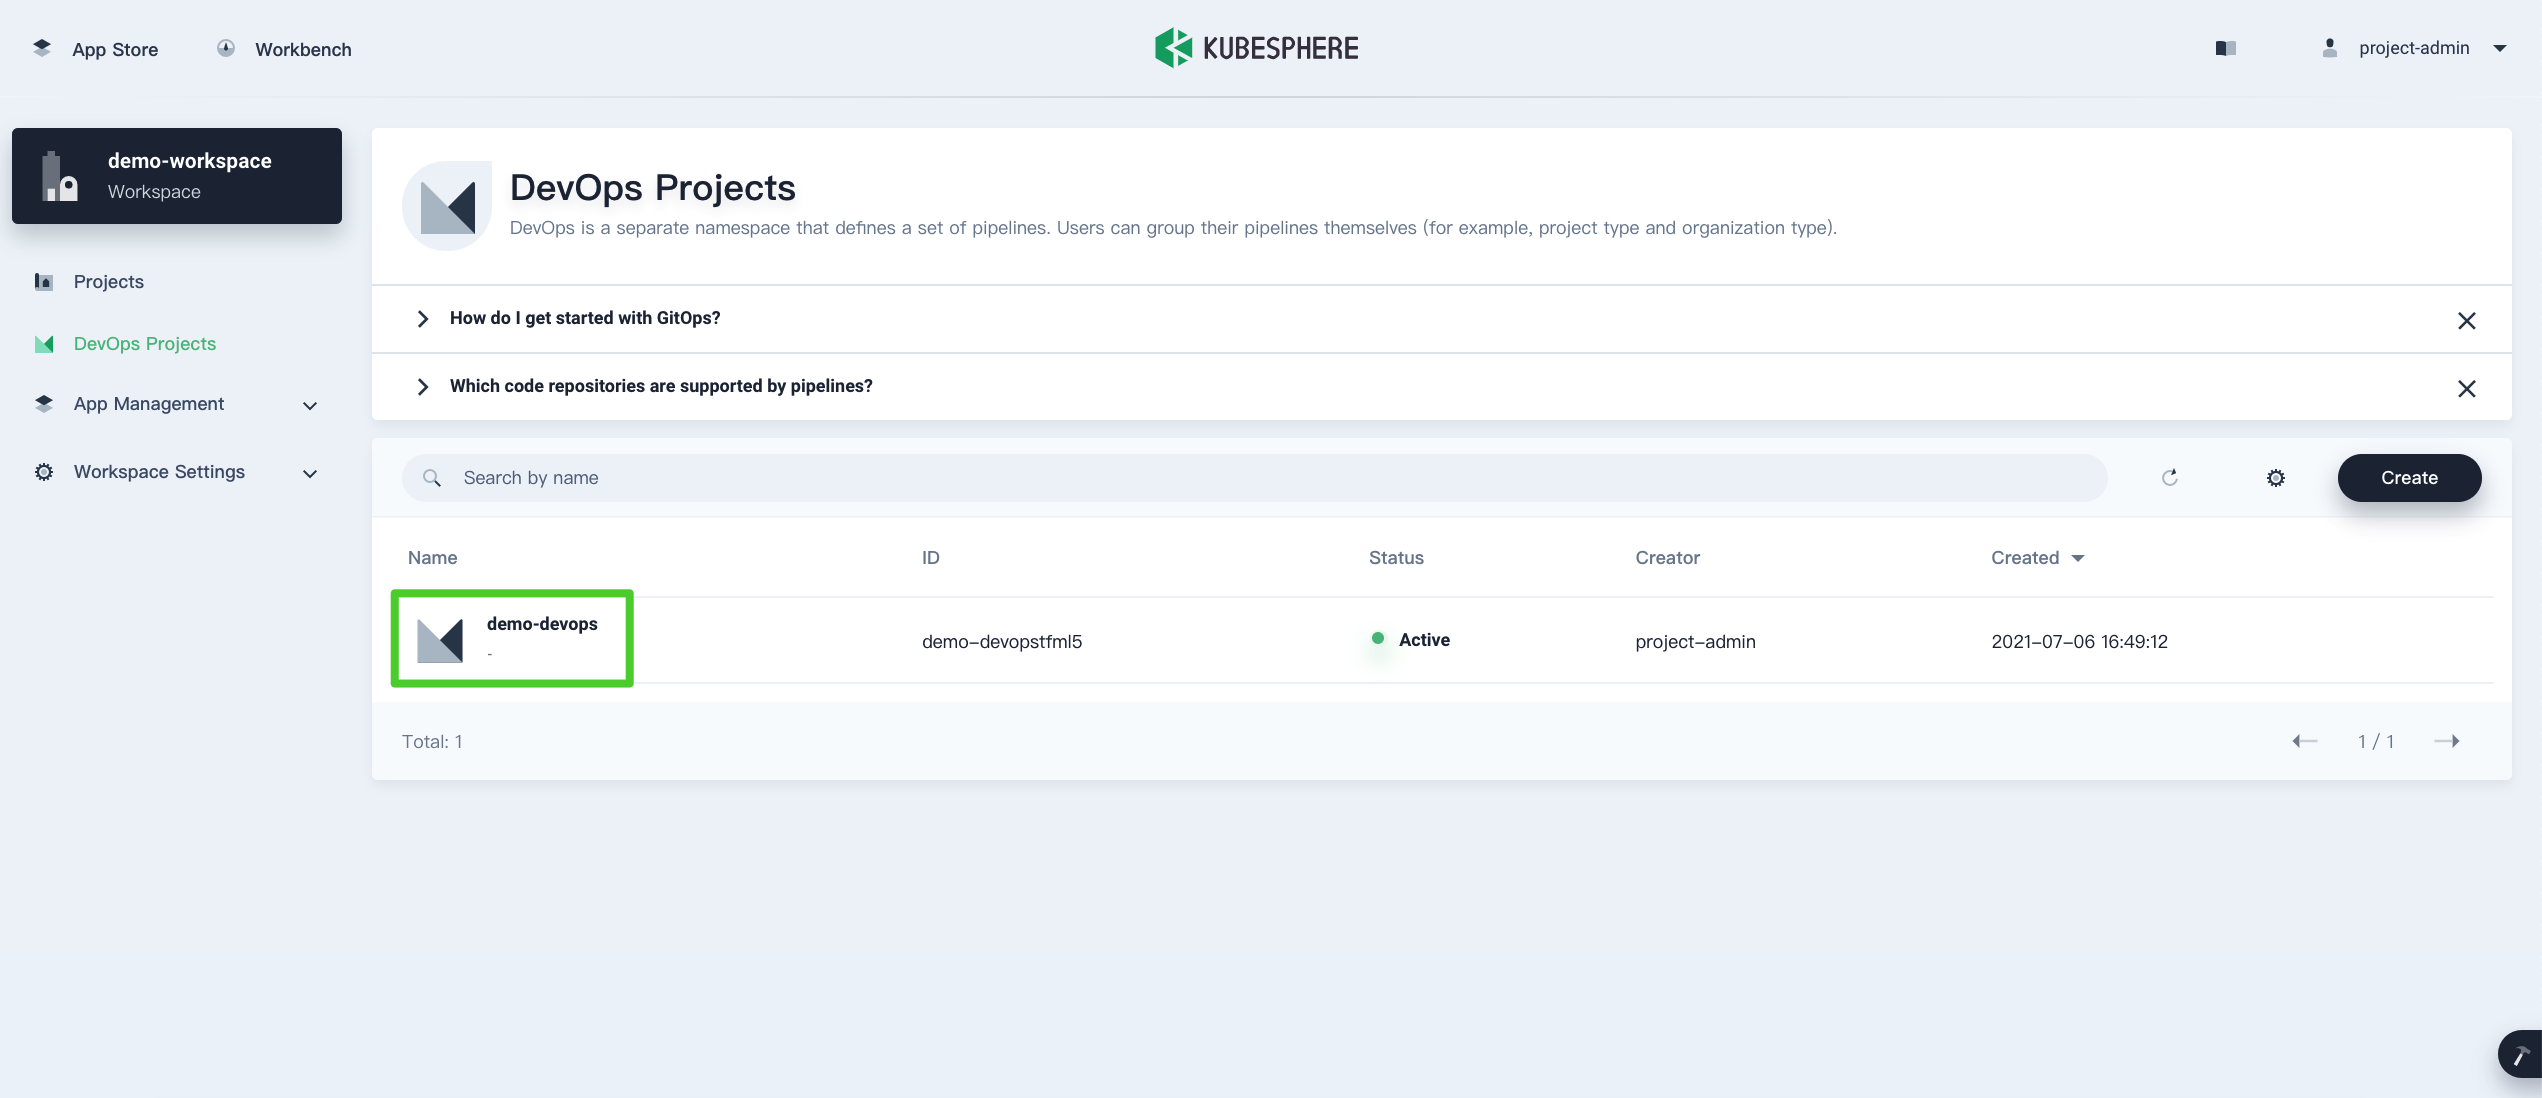 App Store
Workbench
KUBESPHERE
project-admin
demo-workspace
Workspace
Projects
DevOps Projects
App Management
Workspace Settings
DevOps Projects
DevOps is a separate namespace that defines a set of pipelines. Users can group their pipelines themselves (for example, project type and organization type).
How do I get started with GitOps?
Which code repositories are supported by pipelines?
Search by name
Create
Name ID Status Creator Created
demo-devops
-
demo-devopstfml5
Active
project-admin
2021-07-06 16:49:12
Total: 1
1 / 1